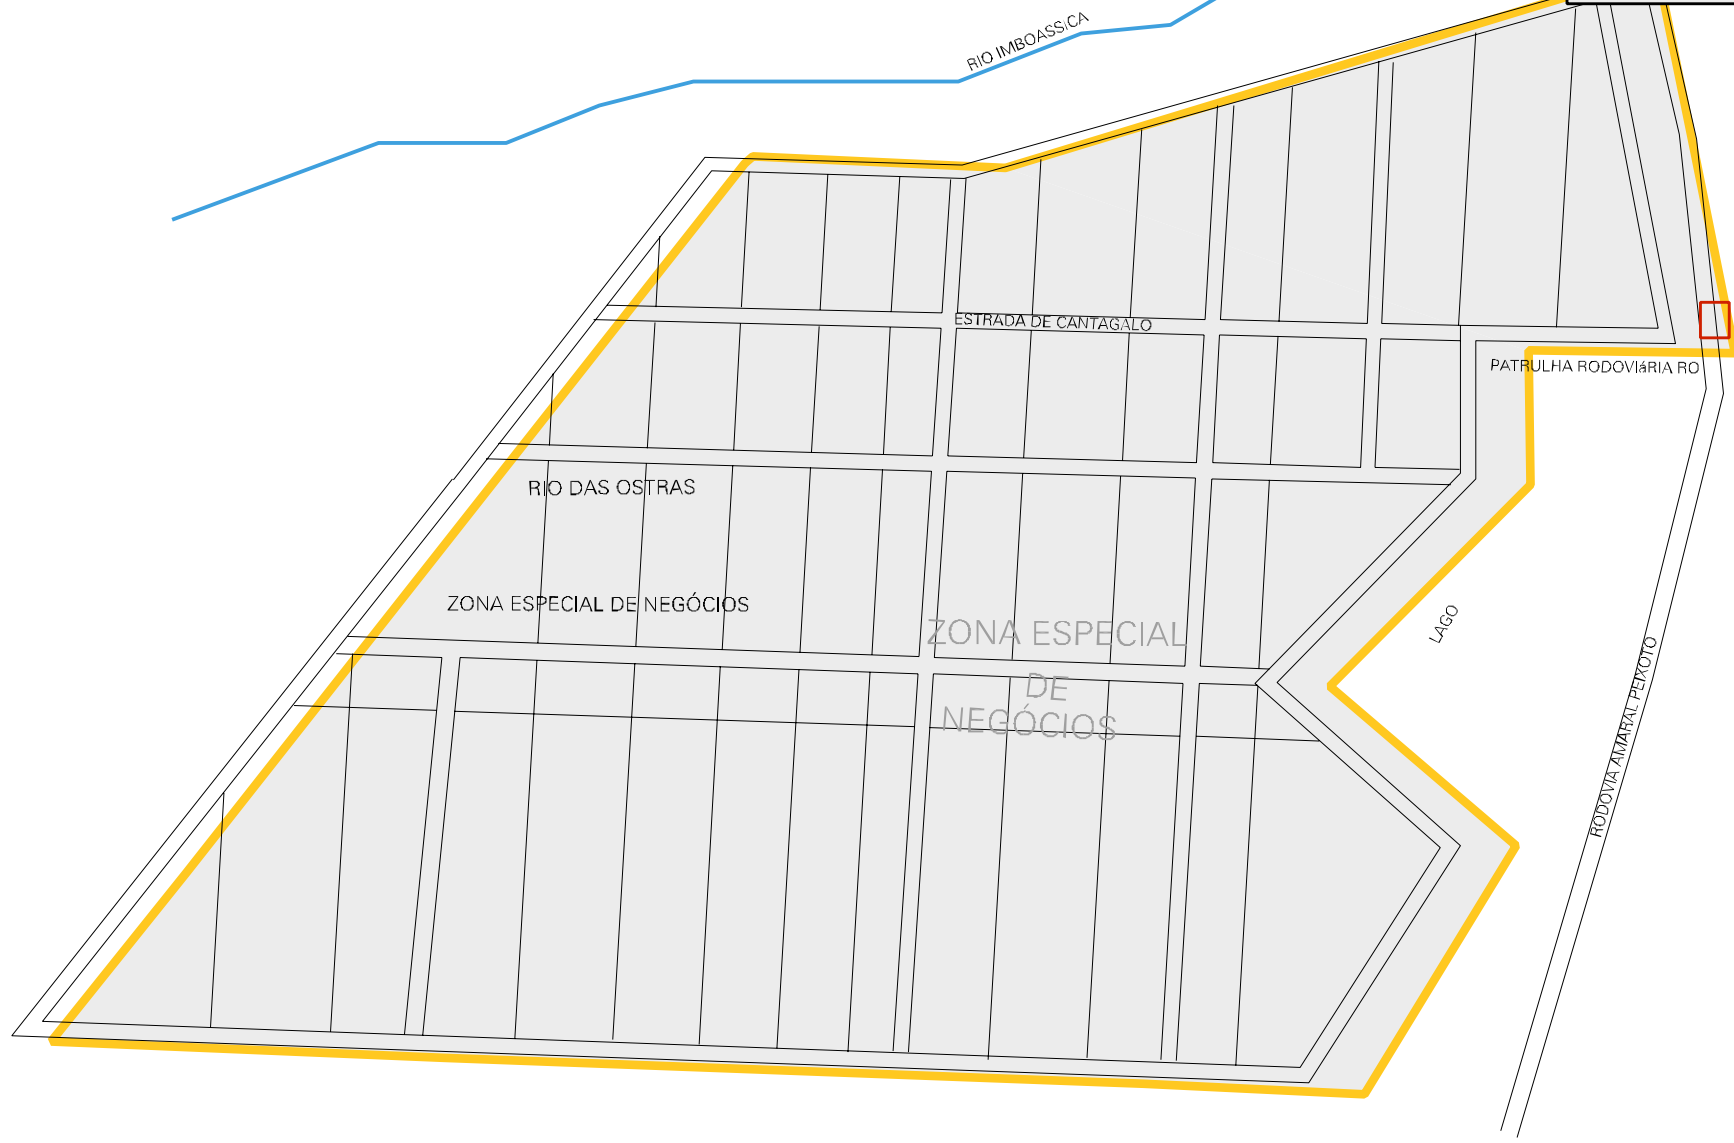 RIO IMBOASSiCA
ESTRADA DE CANTAGALO
PATRULHA RODOVIáRIA RO
RIO DAS OSTRAS
ZONA ESPECIAL DE NEGÓCIOS
ZONA ESPECIAL
DE
NEGÓCIOS
LAGO
RODOVIA AMARAL PEIXOTO